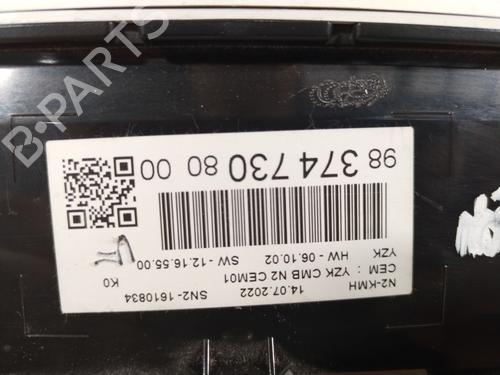 B-PARTS
98 374 730 80 00
YZK HW - 06.10.02 SW - 12.16.55.00
CEM : YZK CMB N2 CEM01
14.07.2022 SN2-1610834 K0
N2-KMH